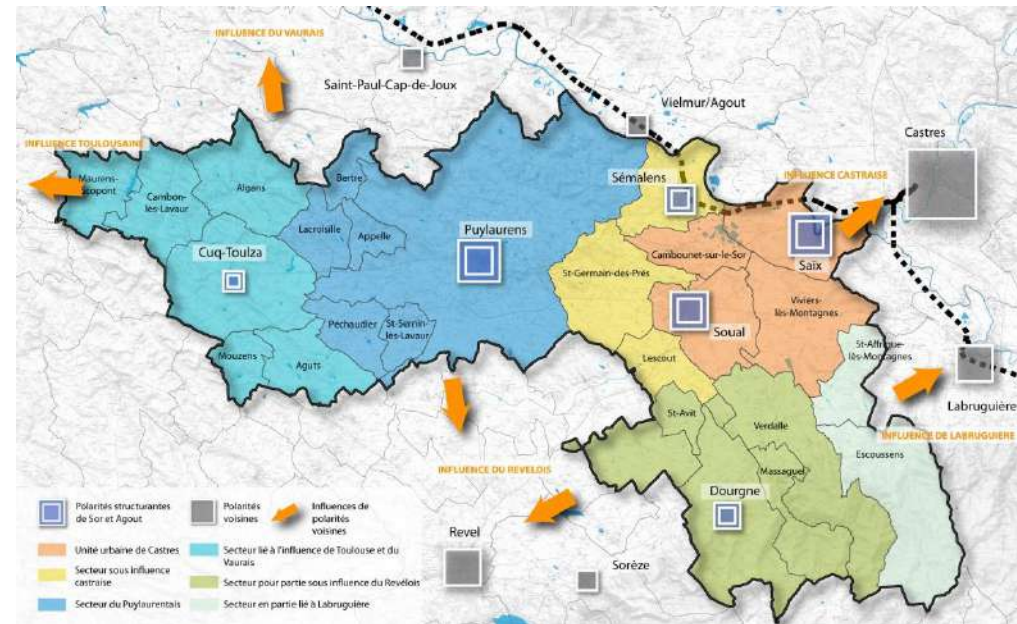 INFLUENCE DU VAURAIS
Saint-Paul-Cap-de-Joux
Vielmur/Agout
Castres
INFLUENCE TOULOUSAINE
Maurens-
Scopont
Cambon-
lès-Lavaur
Algans
Bertre
Sémalens
INFLUENCE CASTRAISE
Lacroisille
Appelle
Puylaurens
Cuq-Toulza
Cambounet-sur-le-Sor
Saïx
St-Germain-des-Prés
Viviers-
lès-Montagnes
Soual
Péchaudier
St-Sernin-
lès-Lavaur
Mouzens
Aguts
Lescout
St-Affrique-
lès-Montagnes
Labruguière
St-Avit
Verdalle
INFLUENCE DE LABRUGUIÈRE
Escoussens
Massaguel
INFLUENCE DU REVELOIS
Dourgne
Revel
Sorèze
Polarités structurantes
de Sor et Agout
Polarités
voisines
Influences de
polarités
voisines
Unité urbaine de Castres
Secteur lié à l'influence de Toulouse et du
Vaurais
Secteur sous influence
castraise
Secteur pour partie sous influence du Revélois
Secteur du Puylaurentais
Secteur en partie lié à Labruguière